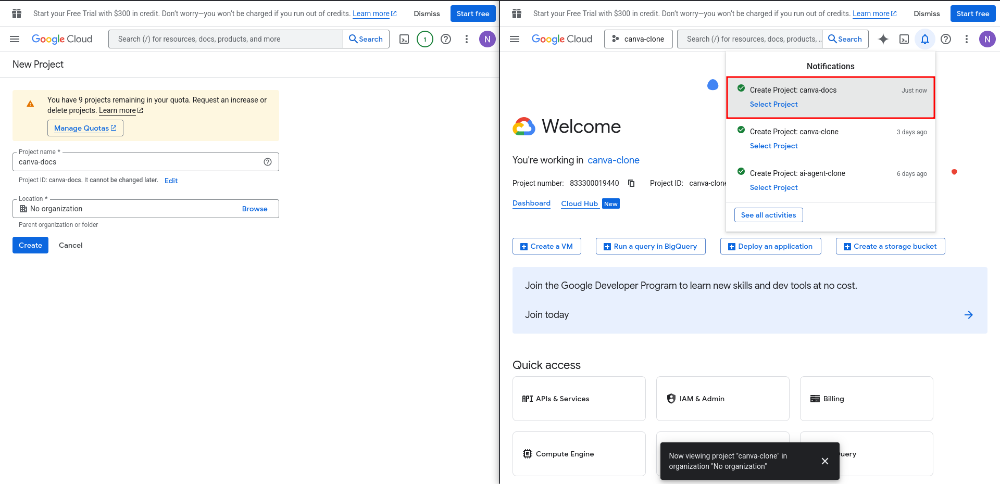 Start your Free Trial with $300 in credit. Don't worry—you won't be charged if you run out of credits. Learn more
Dismiss
Start free
Google Cloud
Search (/) for resources, docs, products, and more
Search
1
N
New Project
You have 9 projects remaining in your quota. Request an increase or
delete projects. Learn more
Manage Quotas
Project name *
canva-docs
Project ID: canva-docs. It cannot be changed later. Edit
Location *
No organization
Browse
Parent organization or folder
Create
Cancel
Start your Free Trial with $300 in credit. Don't worry—you won't be charged if you run out of credits. Learn more
Dismiss
Start free
Google Cloud
canva-clone
Search (/) for resources, docs, products, ...
Search
N
Notifications
Create Project: canva-docs
Just now
Select Project
Create Project: canva-clone
3 days ago
Select Project
Create Project: ai-agent-clone
6 days ago
Select Project
See all activities
Welcome
You're working in canva-clone
Project number: 833300019440
Project ID: canva-clone
Dashboard
Cloud Hub
New
Create a VM
Run a query in BigQuery
Deploy an application
Create a storage bucket
Join the Google Developer Program to learn new skills and dev tools at no cost.
Join today
Quick access
API APIs & Services
IAM & Admin
Billing
Compute Engine
Query
Now viewing project "canva-clone" in
organization "No organization"